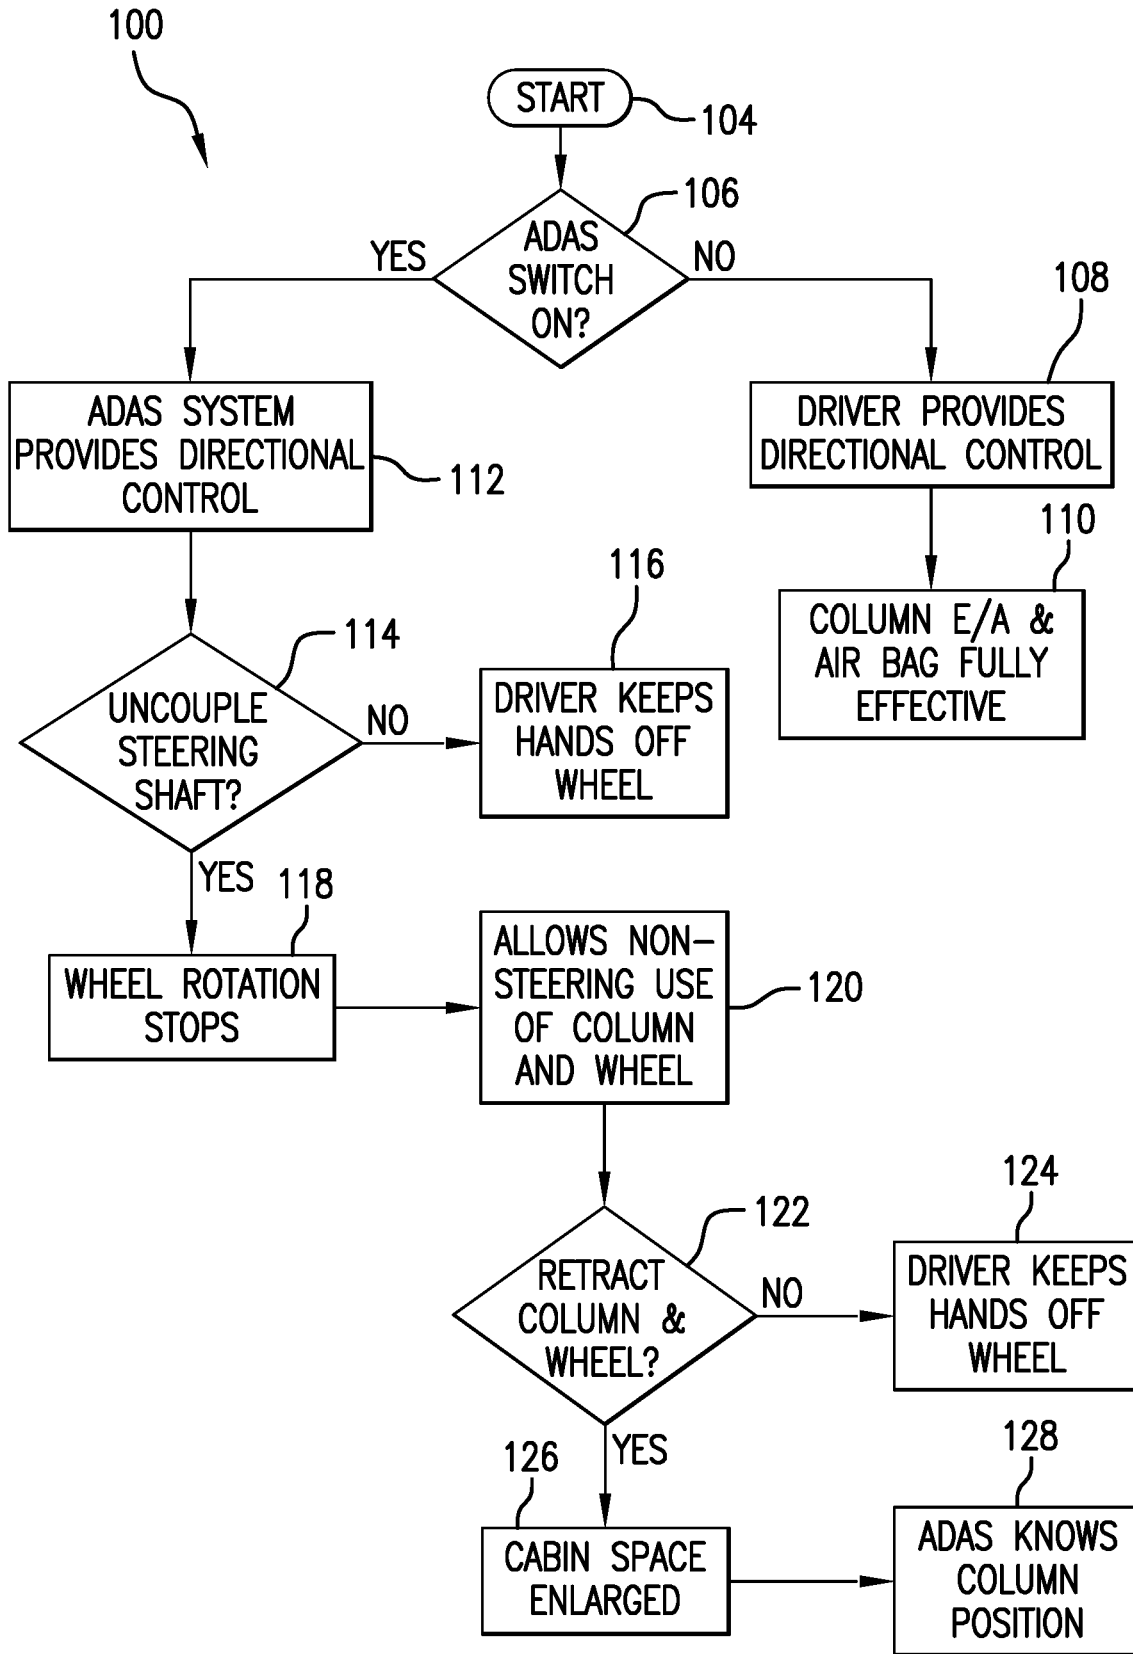 100
START
104
106
ADAS
SWITCH
ON?
YES
NO
108
ADAS SYSTEM
PROVIDES DIRECTIONAL
CONTROL
112
DRIVER PROVIDES
DIRECTIONAL CONTROL
110
COLUMN E/A &
AIR BAG FULLY
EFFECTIVE
114
UNCOUPLE
STEERING
SHAFT?
NO
116
DRIVER KEEPS
HANDS OFF
WHEEL
YES
118
WHEEL ROTATION
STOPS
ALLOWS NON-
STEERING USE
OF COLUMN
AND WHEEL
120
122
RETRACT
COLUMN &
WHEEL?
NO
124
DRIVER KEEPS
HANDS OFF
WHEEL
YES
126
CABIN SPACE
ENLARGED
128
ADAS KNOWS
COLUMN
POSITION